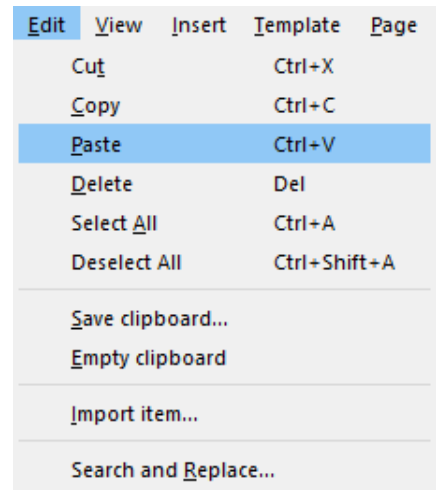 Edit View Insert Template Page
Cut Ctrl+X
Copy Ctrl+C
Paste Ctrl+V
Delete Del
Select All Ctrl+A
Deselect All Ctrl+Shift+A
Save clipboard...
Empty clipboard
Import item...
Search and Replace...